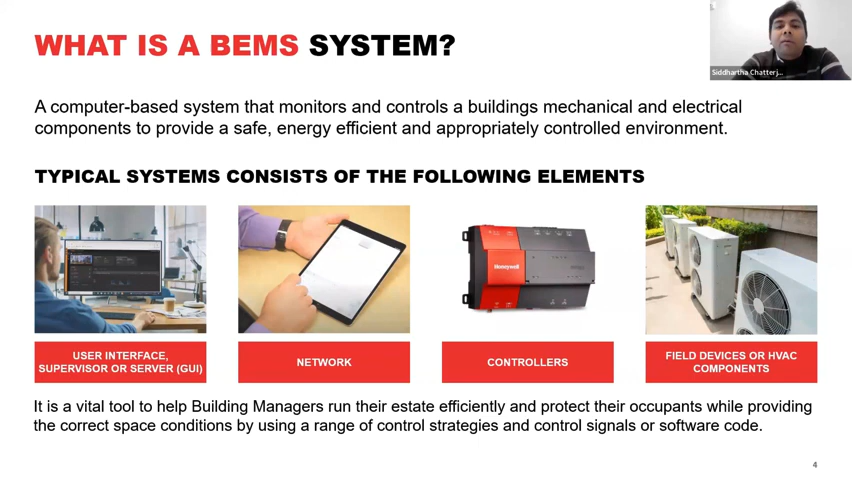 WHAT IS A BEMS SYSTEM?
Siddhartha Chatterj...
A computer-based system that monitors and controls a buildings mechanical and electrical
components to provide a safe, energy efficient and appropriately controlled environment.
TYPICAL SYSTEMS CONSISTS OF THE FOLLOWING ELEMENTS
Honeywell
USER INTERFACE,
SUPERVISOR OR SERVER (GUI)
NETWORK
CONTROLLERS
FIELD DEVICES OR HVAC
COMPONENTS
It is a vital tool to help Building Managers run their estate efficiently and protect their occupants while providing
the correct space conditions by using a range of control strategies and control signals or software code.
4